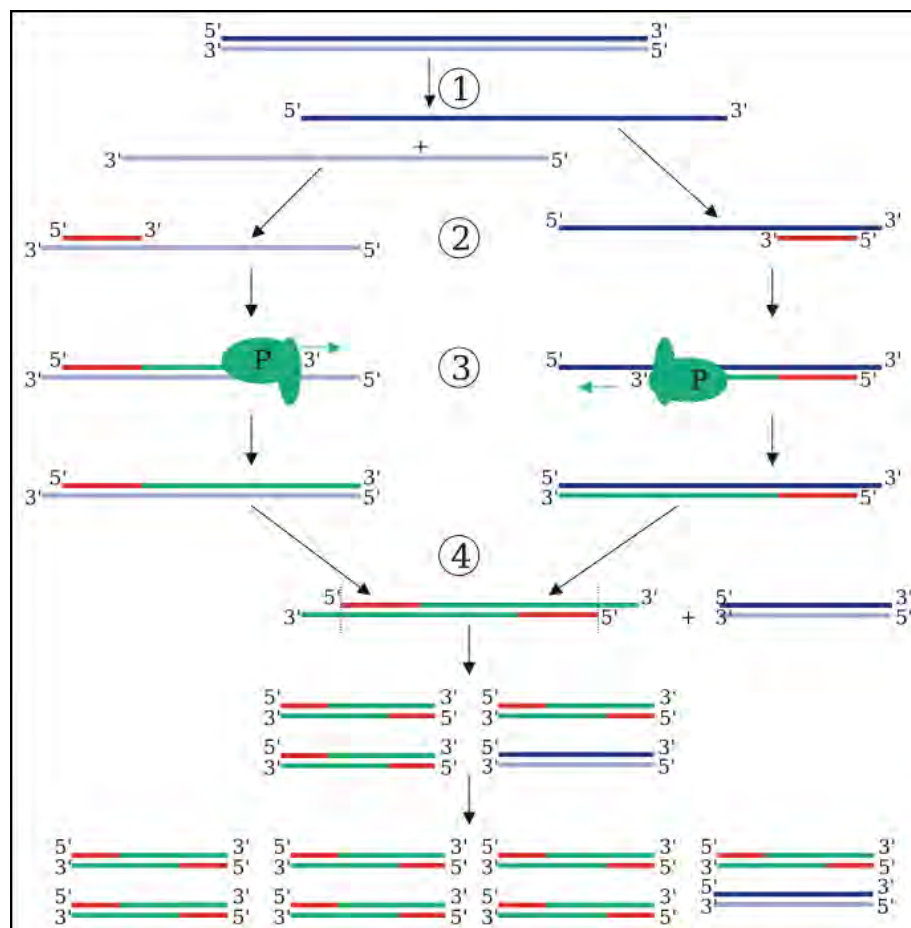 5' 3'
3' 5'
1
5' 3'
+
3' 5'
5' 3' 2 5' 3'
3' 5' 3' 5'
5' P 3' 3 5' 3'
3' 5' 3' P 5'
5' 3' 5' 3'
3' 5' 3' 5'
4
5' 3' 5' 3'
3' 5' + 3' 5'
5' 3' 5' 3'
3' 5' 3' 5'
5' 3' 5' 3'
3' 5' 3' 5'
5' 3' 5' 3' 5' 3' 5' 3'
3' 5' 3' 5' 3' 5' 3' 5'
5' 3' 5' 3' 5' 3' 5' 3'
3' 5' 3' 5' 3' 5' 3' 5'